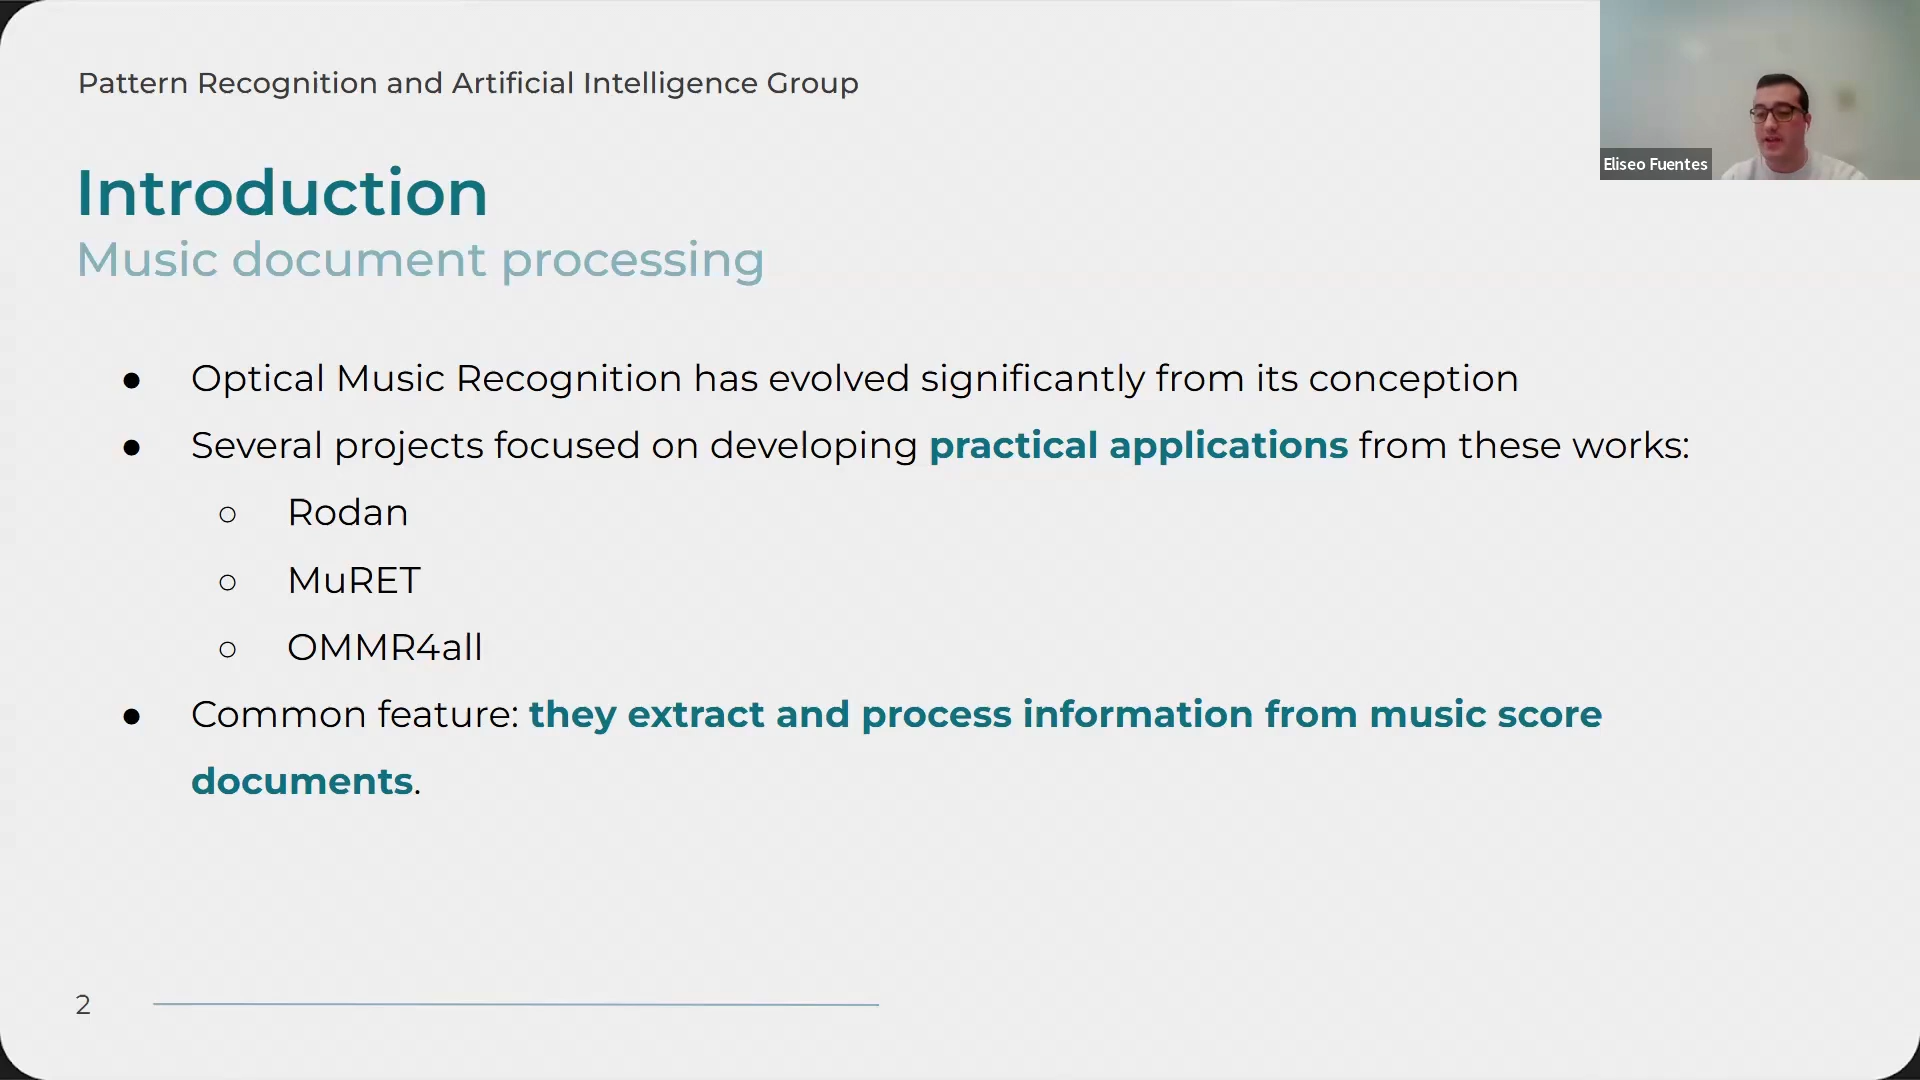 Pattern Recognition and Artificial Intelligence Group
Eliseo Fuentes
Introduction
Music document processing
● Optical Music Recognition has evolved significantly from its conception
● Several projects focused on developing practical applications from these works:
○ Rodan
○ MuRET
○ OMMR4all
● Common feature: they extract and process information from music score
documents.
2